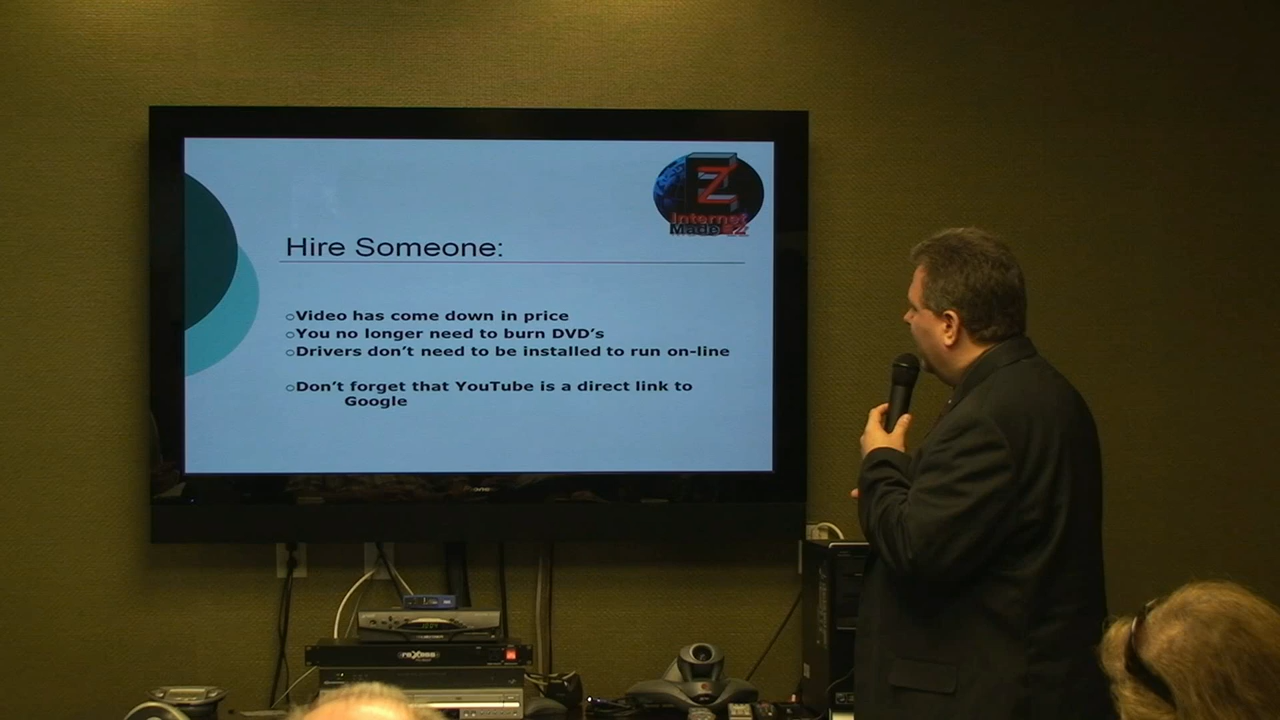 Z
Internet
Made EZ
Hire Someone:
Video has come down in price
You no longer need to burn DVD’s
Drivers don’t need to be installed to run on-line
Don’t forget that YouTube is a direct link to
Google